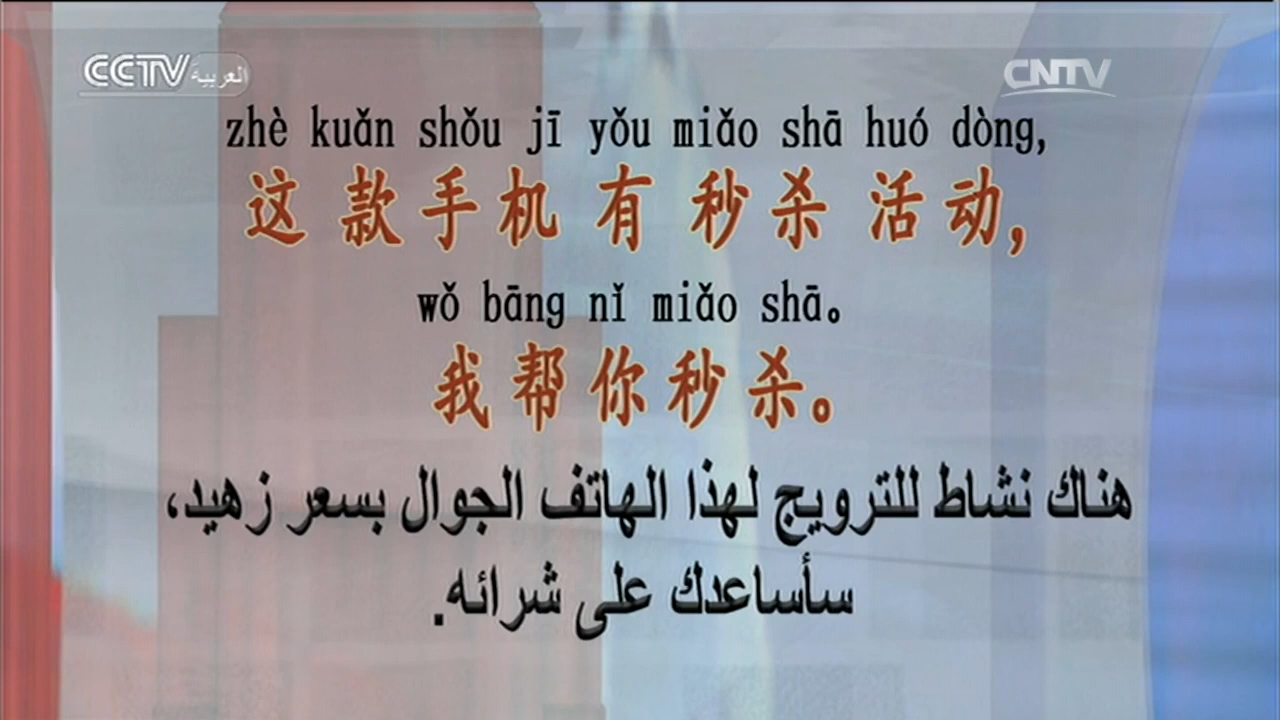 CCTV العربية
CNTV
zhè kuǎn shǒu jī yǒu miǎo shā huó dòng,
这款手机有秒杀活动,
wǒ bāng nǐ miǎo shā。
我帮你秒杀。
هناك نشاط للترويج لهذا الهاتف الجوال بسعر زهيد،
سأساعدك على شرائه.